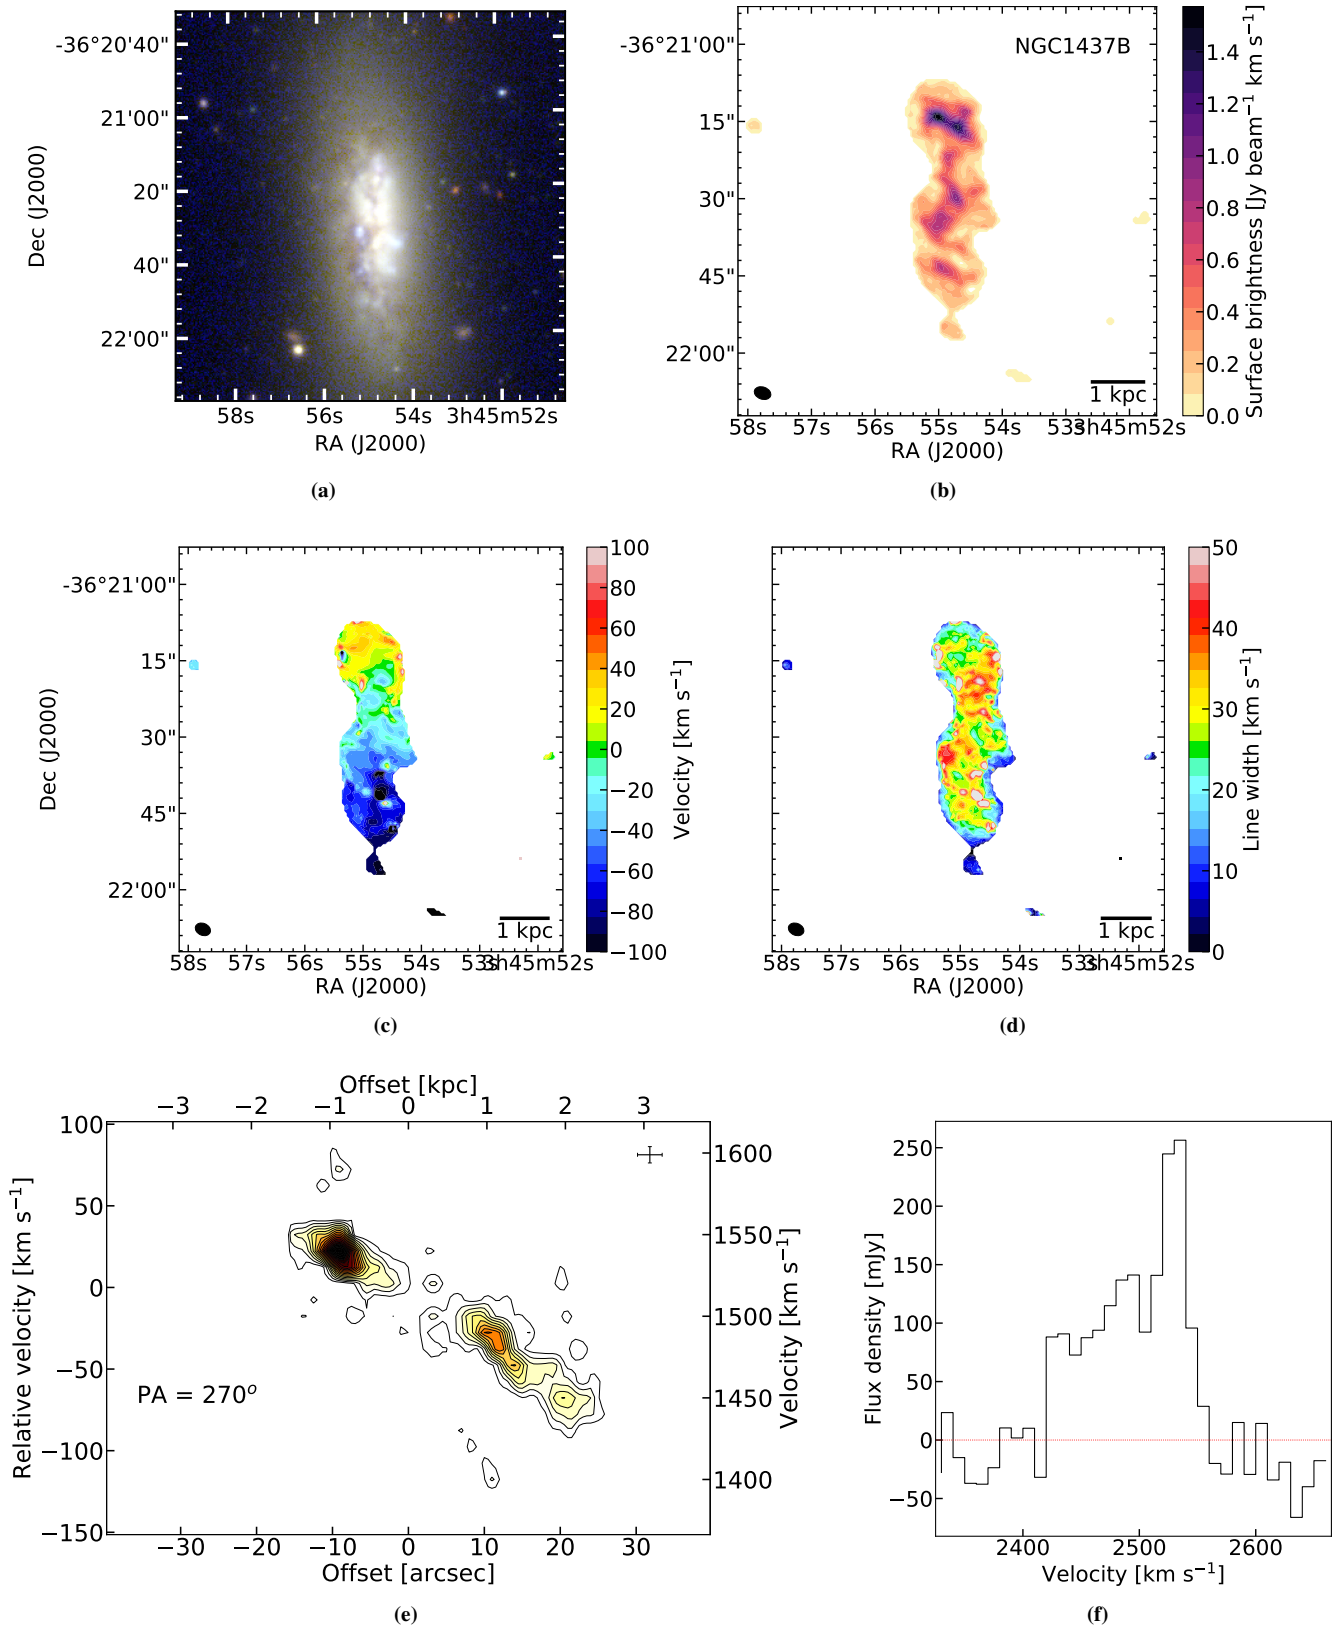 -36°20'40"
21'00"
20"
40"
22'00"
Dec (J2000)
58s 56s 54s 3h45m52s
RA (J2000)
(a)
NGC1437B
-36°21'00"
15"
30"
45"
22'00"
1 kpc
58s 57s 56s 55s 54s 53s 3h45m52s
RA (J2000)
1.4
1.2
1.0
0.8
0.6
0.4
0.2
0.0
Surface brightness [Jy beam⁻¹ km s⁻¹]
(b)
-36°21'00"
15"
30"
45"
22'00"
Dec (J2000)
1 kpc
58s 57s 56s 55s 54s 53s 3h45m52s
RA (J2000)
100
80
60
40
20
0
−20
−40
−60
−80
−100
Velocity [km s⁻¹]
(c)
1 kpc
58s 57s 56s 55s 54s 53s 3h45m52s
RA (J2000)
50
40
30
20
10
0
Line width [km s⁻¹]
(d)
Offset [kpc]
−3 −2 −1 0 1 2 3
100
50
0
−50
−100
−150
Relative velocity [km s⁻¹]
PA = 270°
1600
1550
1500
1450
1400
Velocity [km s⁻¹]
−30 −20 −10 0 10 20 30
Offset [arcsec]
(e)
250
200
150
100
50
0
−50
Flux density [mJy]
2400 2500 2600
Velocity [km s⁻¹]
(f)